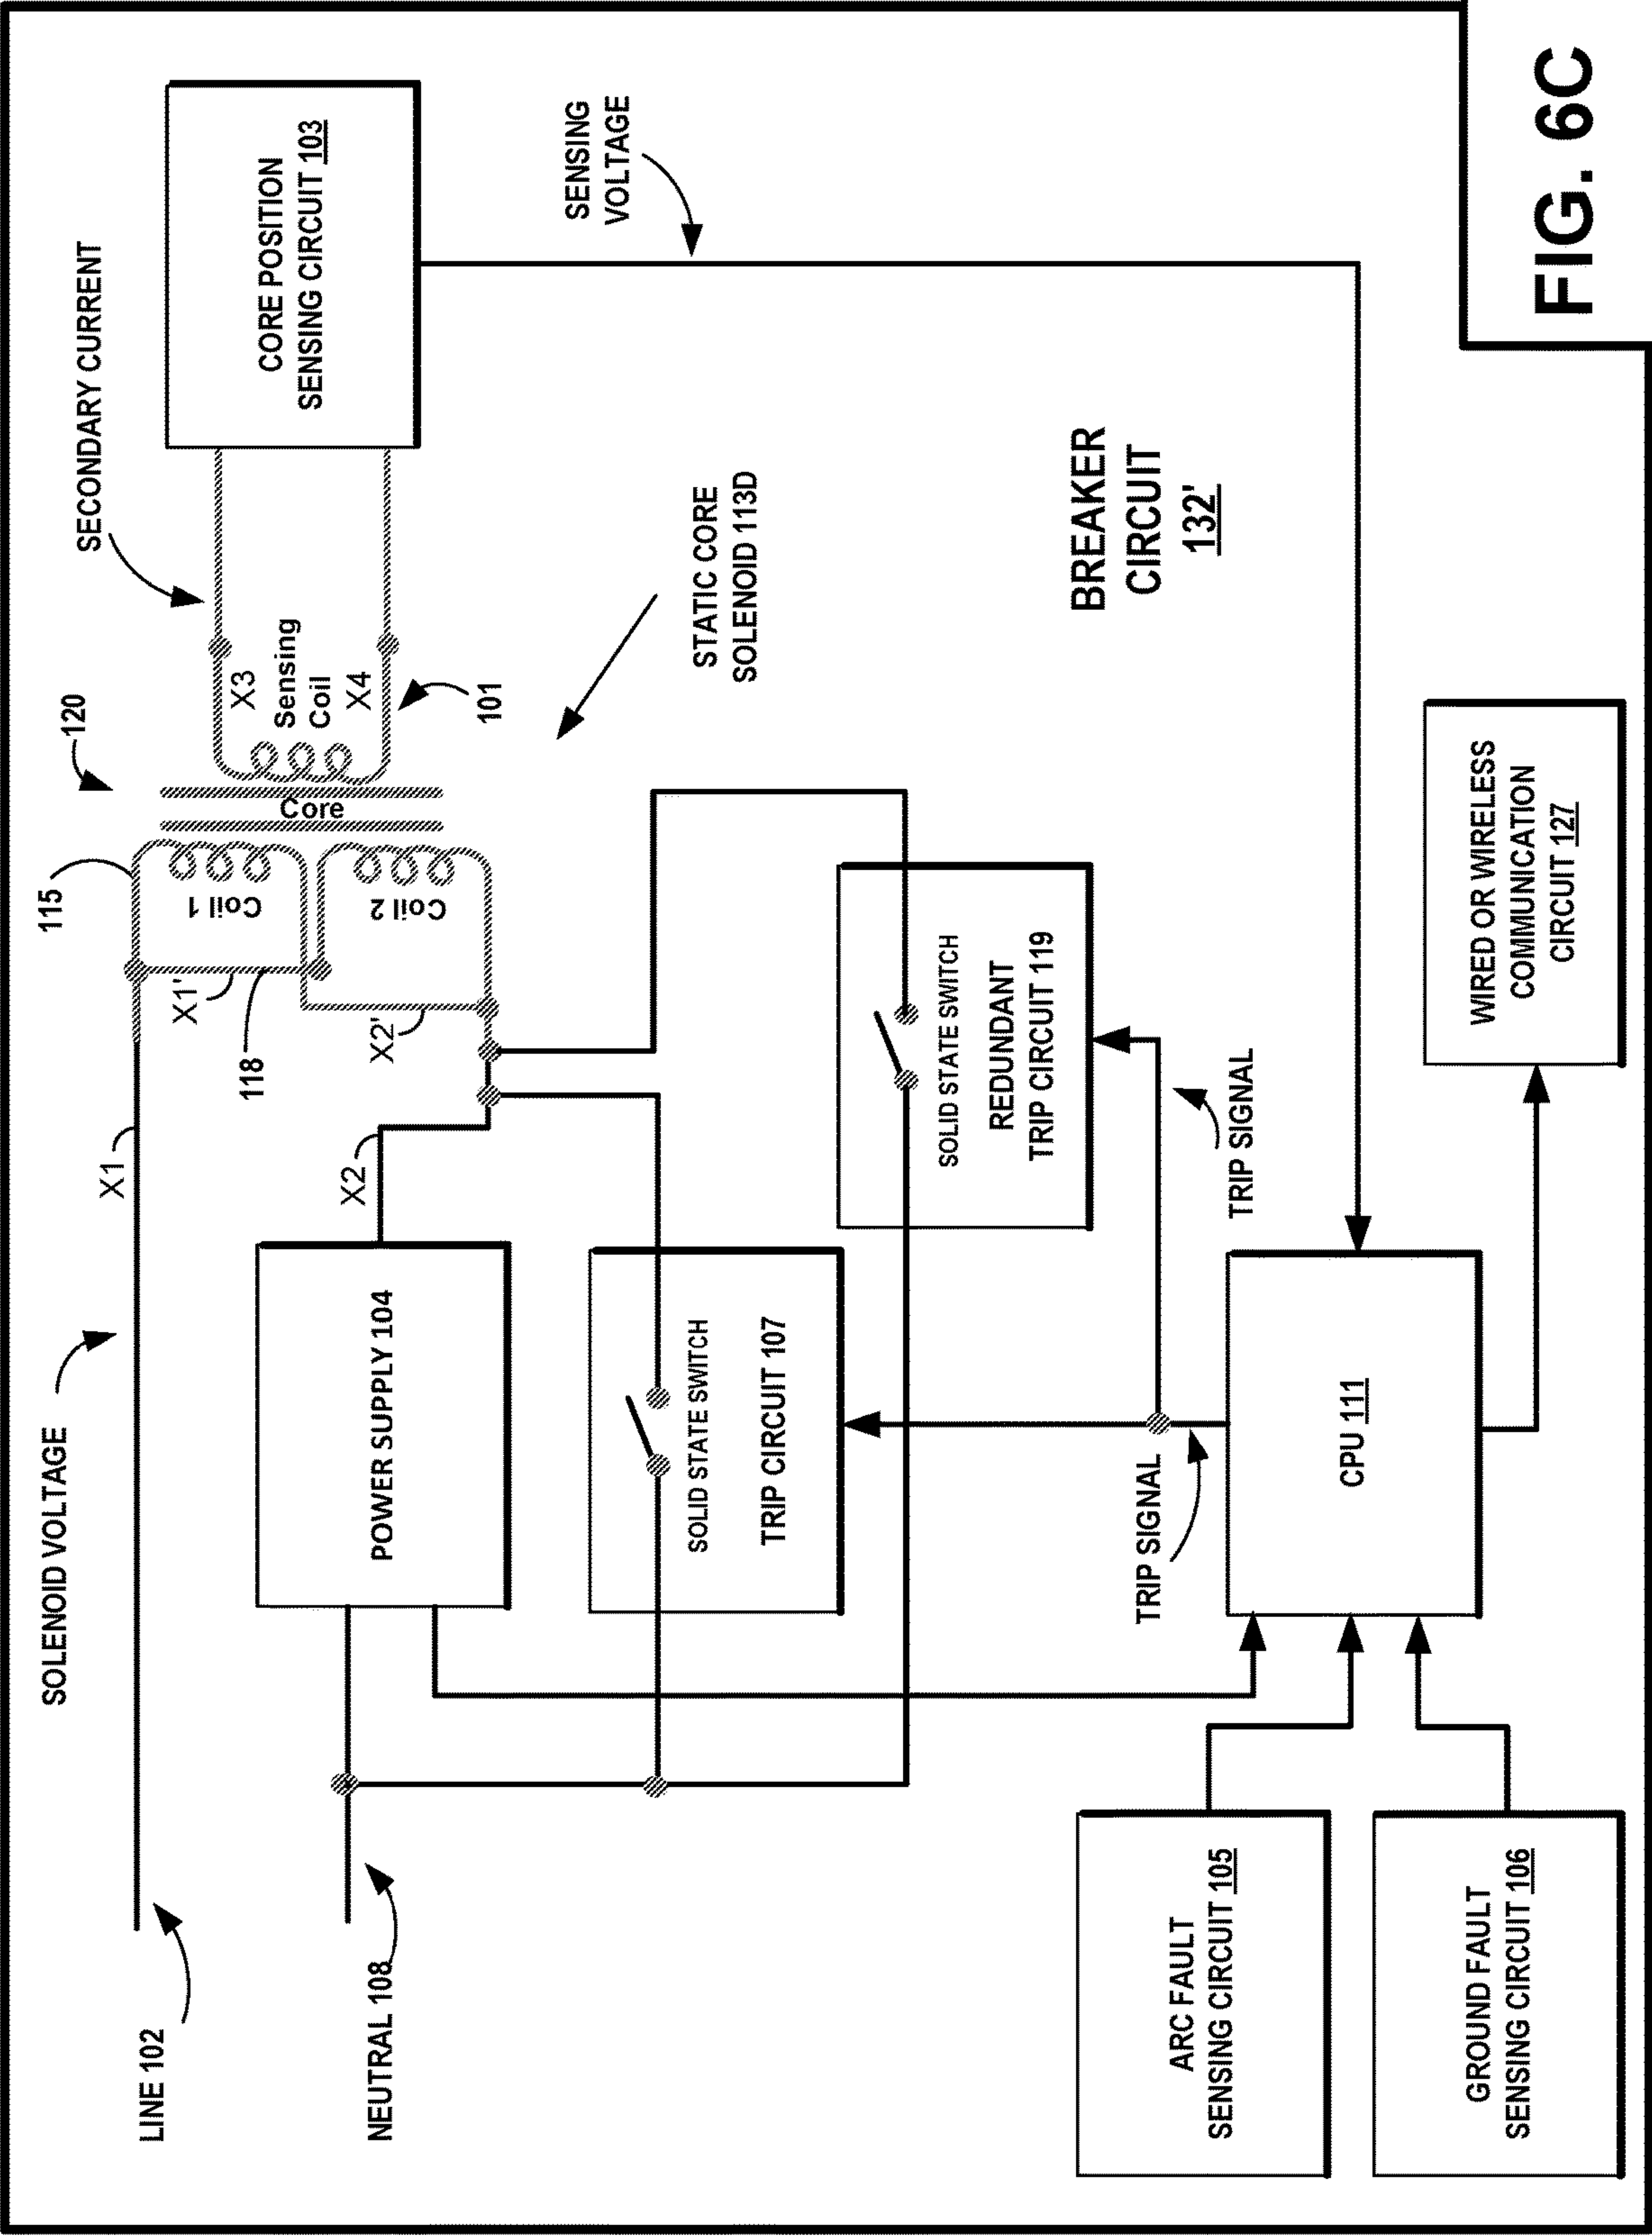 SOLENOID VOLTAGE
115
120
SECONDARY CURRENT
LINE 102
X1
X1'
118
Coil 1
Coil 2
Core
X3
Sensing
Coil
X4
101
CORE POSITION
SENSING CIRCUIT 103
NEUTRAL 108
POWER SUPPLY 104
X2
X2'
SENSING
VOLTAGE
STATIC CORE
SOLENOID 113D
SOLID STATE SWITCH
TRIP CIRCUIT 107
SOLID STATE SWITCH
REDUNDANT
TRIP CIRCUIT 119
TRIP SIGNAL
TRIP SIGNAL
BREAKER
CIRCUIT
132'
ARC FAULT
SENSING CIRCUIT 105
GROUND FAULT
SENSING CIRCUIT 106
CPU 111
WIRED OR WIRELESS
COMMUNICATION
CIRCUIT 127
FIG. 6C